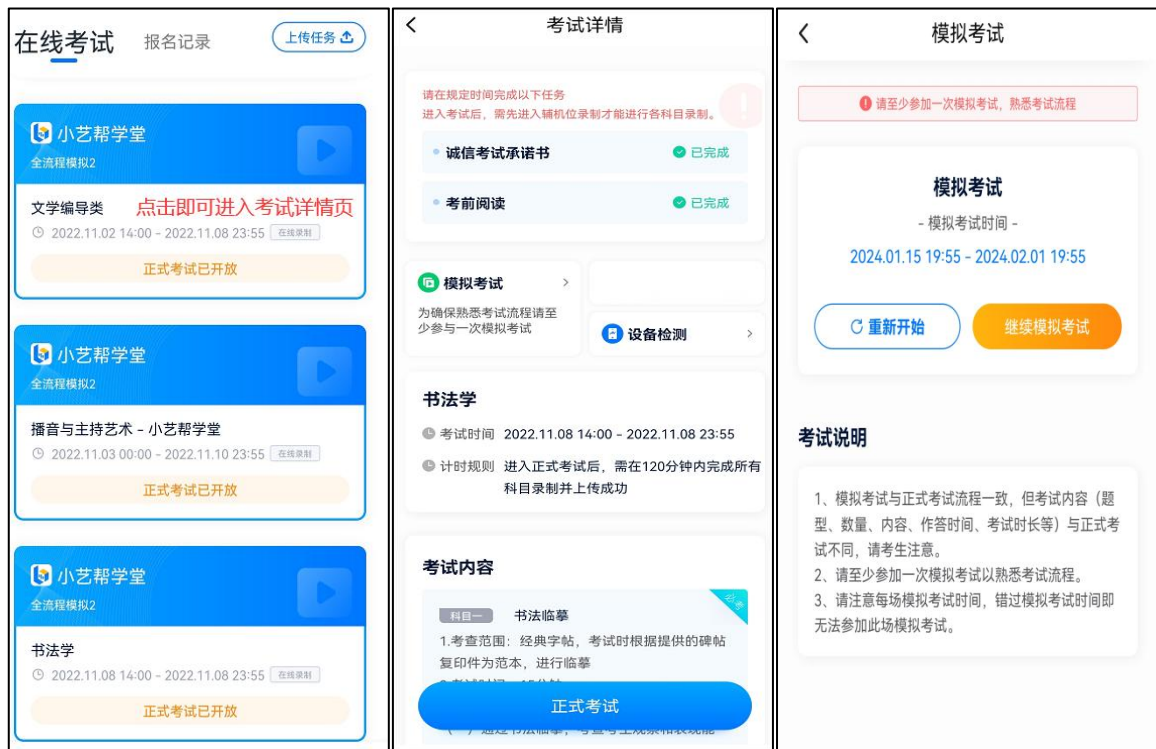 在线考试 报名记录 上传任务
小艺帮学堂
全流程模拟2
文学编导类 点击即可进入考试详情页
2022.11.02 14:00 - 2022.11.08 23:55 在线录制
正式考试已开放
小艺帮学堂
全流程模拟2
播音与主持艺术 - 小艺帮学堂
2022.11.03 00:00 - 2022.11.10 23:55 在线录制
正式考试已开放
小艺帮学堂
全流程模拟2
书法学
2022.11.08 14:00 - 2022.11.08 23:55 在线录制
正式考试已开放
考试详情
请在规定时间完成以下任务
进入考试后，需先进入辅机位录制才能进行各科目录制。
诚信考试承诺书 已完成
考前阅读 已完成
模拟考试
为确保熟悉考试流程请至
少参与一次模拟考试
设备检测
书法学
考试时间 2022.11.08 14:00 - 2022.11.08 23:55
计时规则 进入正式考试后，需在120分钟内完成所有
科目录制并上传成功
考试内容
科目一 书法临摹 必考
1.考查范围：经典字帖，考试时根据提供的碑帖
复印件为范本，进行临摹
正式考试
模拟考试
请至少参加一次模拟考试，熟悉考试流程
模拟考试
- 模拟考试时间 -
2024.01.15 19:55 - 2024.02.01 19:55
重新开始 继续模拟考试
考试说明
1、模拟考试与正式考试流程一致，但考试内容（题
型、数量、内容、作答时间、考试时长等）与正式考
试不同，请考生注意。
2、请至少参加一次模拟考试以熟悉考试流程。
3、请注意每场模拟考试时间，错过模拟考试时间即
无法参加此场模拟考试。